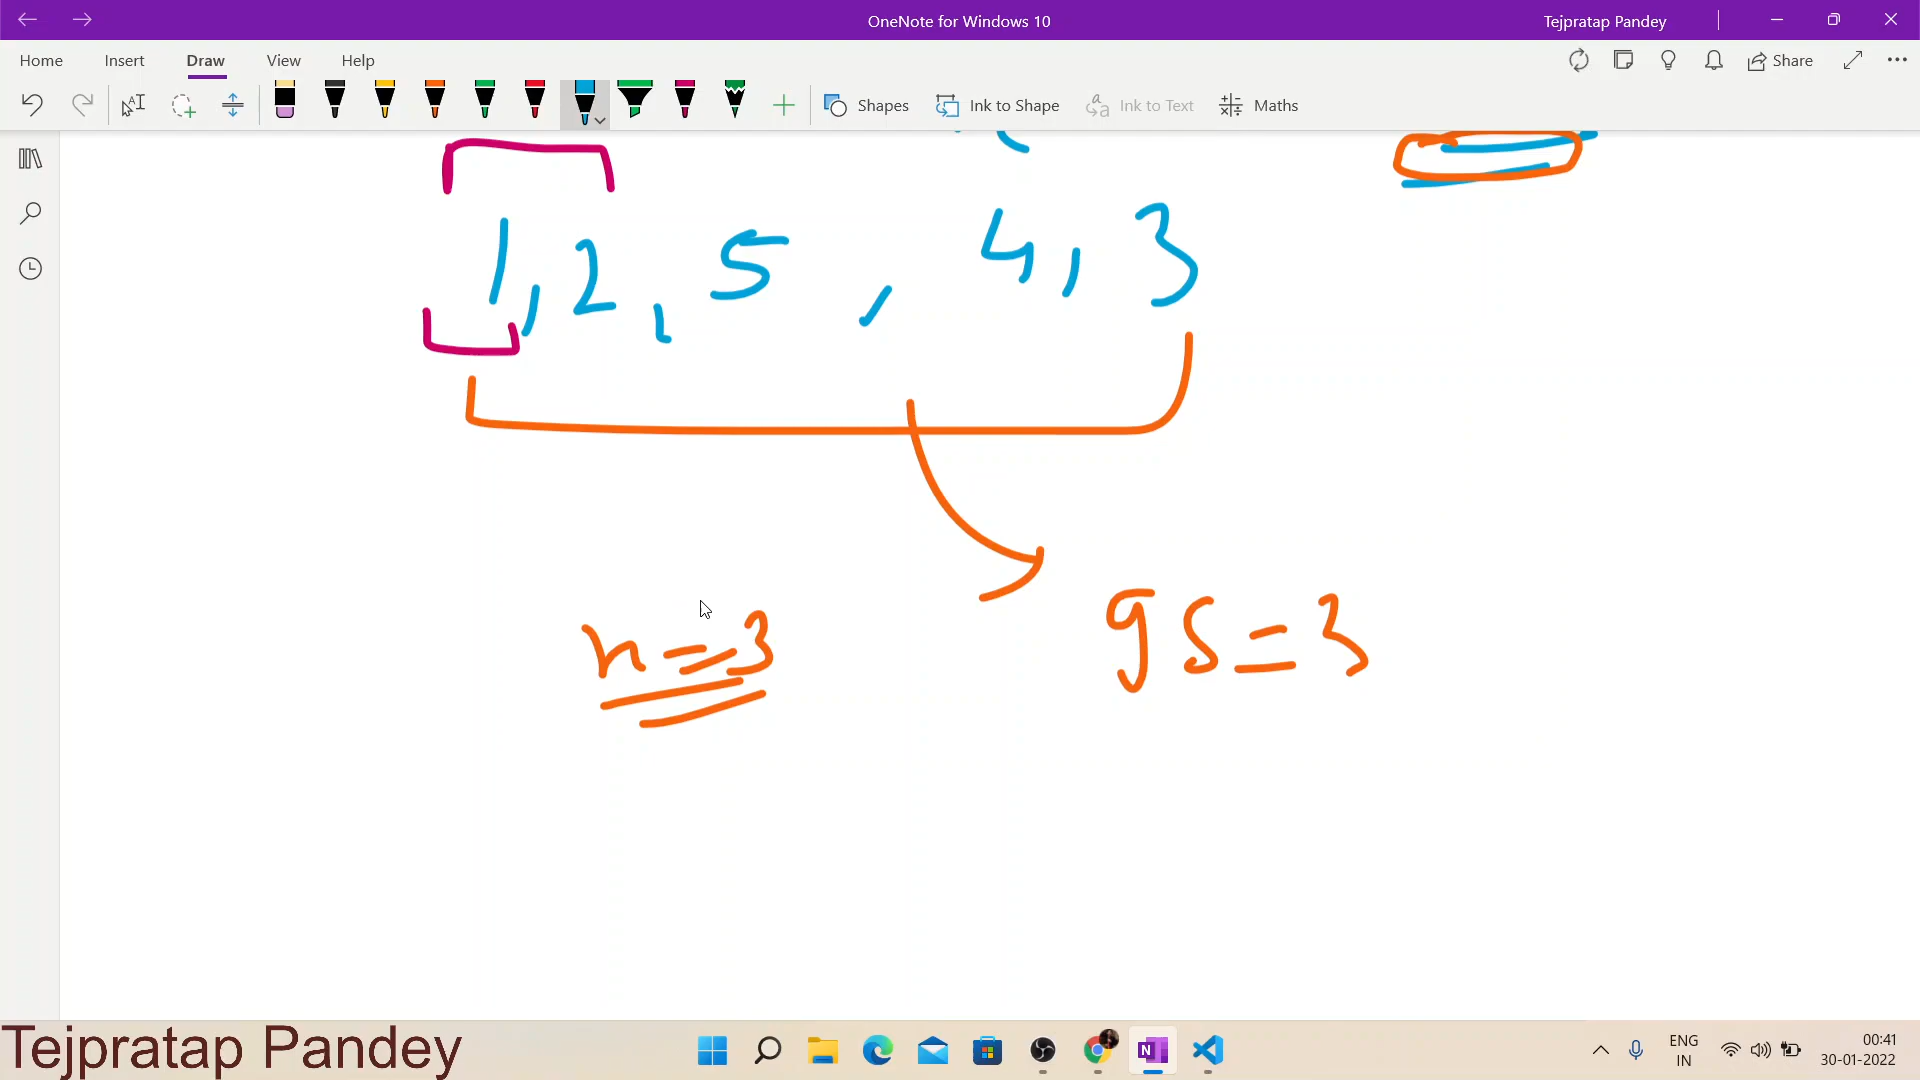 OneNote for Windows 10
Tejpratap Pandey
Home Insert Draw View Help
Share
Shapes Ink to Shape Ink to Text Maths
1, 2, 5, 4, 3
n=3
gs=3
Tejpratap Pandey
ENG
IN
00:41
30-01-2022